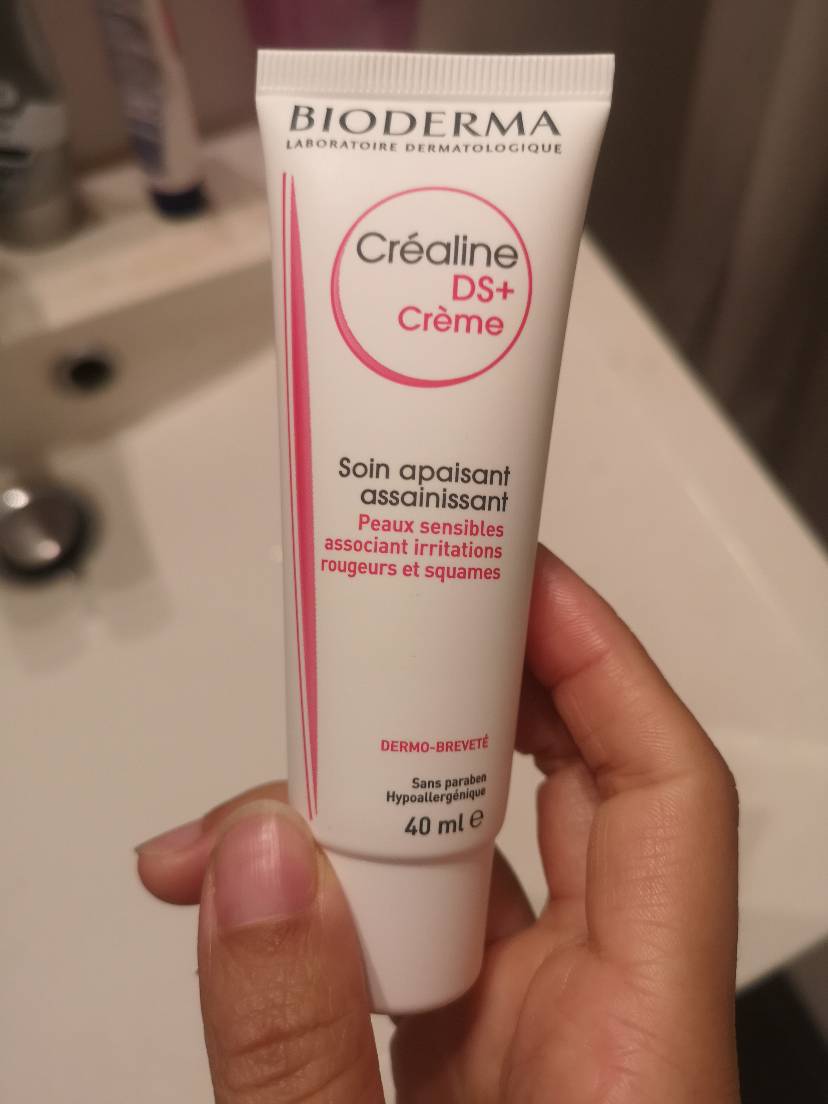 BIODERMA
LABORATOIRE DERMATOLOGIQUE
Créaline
DS+
Crème
Soin apaisant
assainissant
Peaux sensibles
associant irritations
rougeurs et squames
DERMO-BREVETÉ
Sans paraben
Hypoallergénique
40 ml e